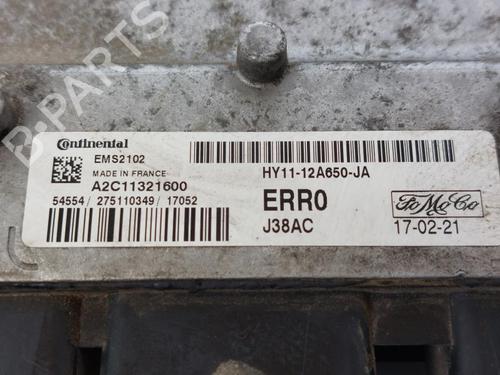 B-PARTS
Continental
EMS2102
MADE IN FRANCE
A2C11321600
54554 / 275110349 / 17052
HY11-12A650-JA
ERR0
J38AC
FoMoCo
17-02-21